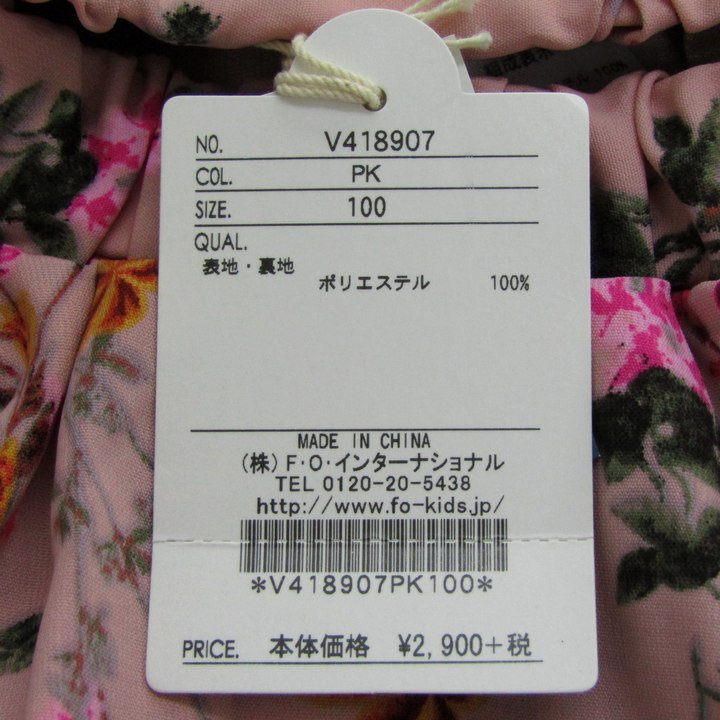 NO. V418907
COL. PK
SIZE. 100
QUAL.
表地・裏地
ポリエステル 100%
MADE IN CHINA
(株)F・O・インターナショナル
TEL 0120-20-5438
http://www.fo-kids.jp/
*V418907PK100*
PRICE. 本体価格 ¥2,900+税